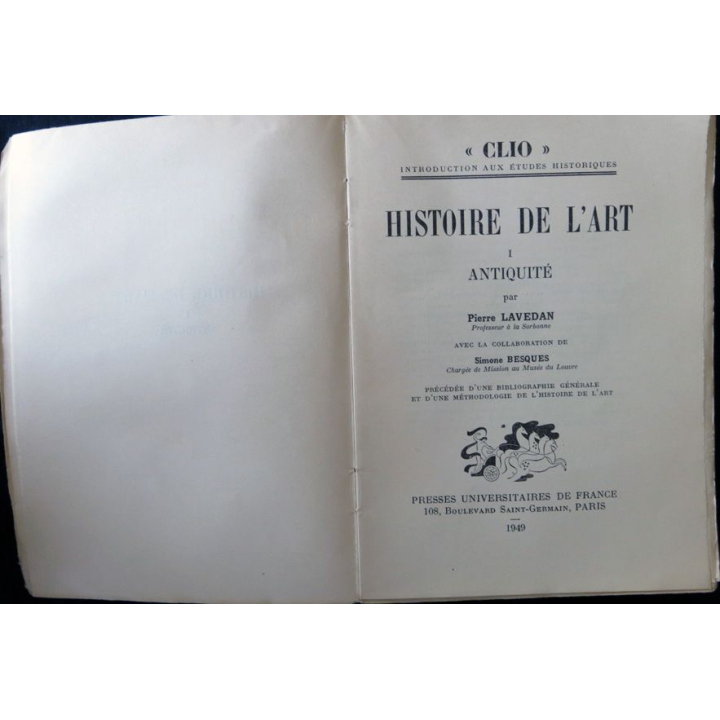 « CLIO »
INTRODUCTION AUX ÉTUDES HISTORIQUES
HISTOIRE DE L'ART
I
ANTIQUITÉ
par
Pierre LAVEDAN
Professeur à la Sorbonne
AVEC LA COLLABORATION DE
Simone BESQUES
Chargée de Mission au Musée du Louvre
PRÉCÉDÉE D'UNE BIBLIOGRAPHIE GÉNÉRALE
ET D'UNE MÉTHODOLOGIE DE L'HISTOIRE DE L'ART
PRESSES UNIVERSITAIRES DE FRANCE
108, BOULEVARD SAINT-GERMAIN, PARIS
1949